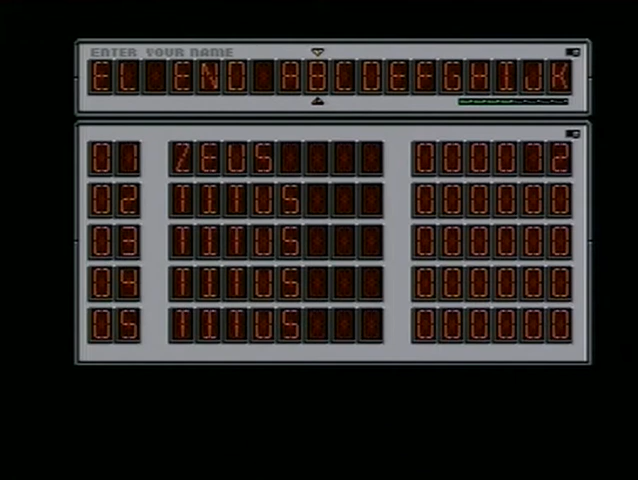 ENTER YOUR NAME
EL END ABCDEFGHIJK
01 ZEUS 000002
02 TITUS 000000
03 TITUS 000000
04 TITUS 000000
05 TITUS 000000